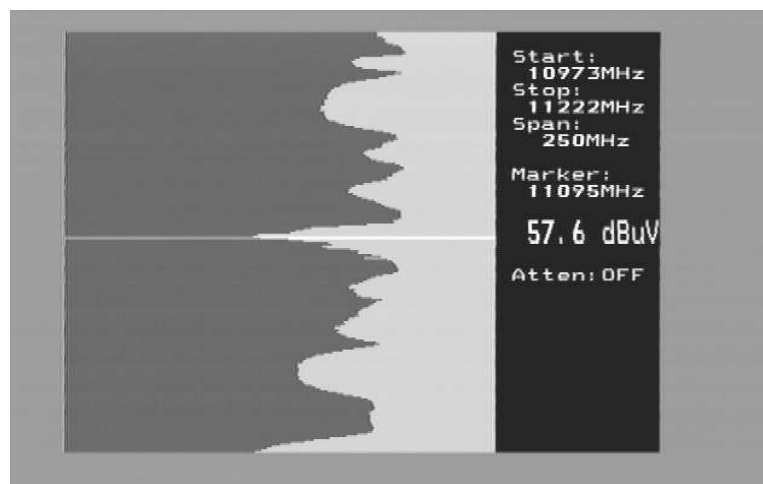 Start:
10973MHz
Stop:
11222MHz
Span:
250MHz
Marker:
11095MHz
57.6 dBuV
Atten:OFF